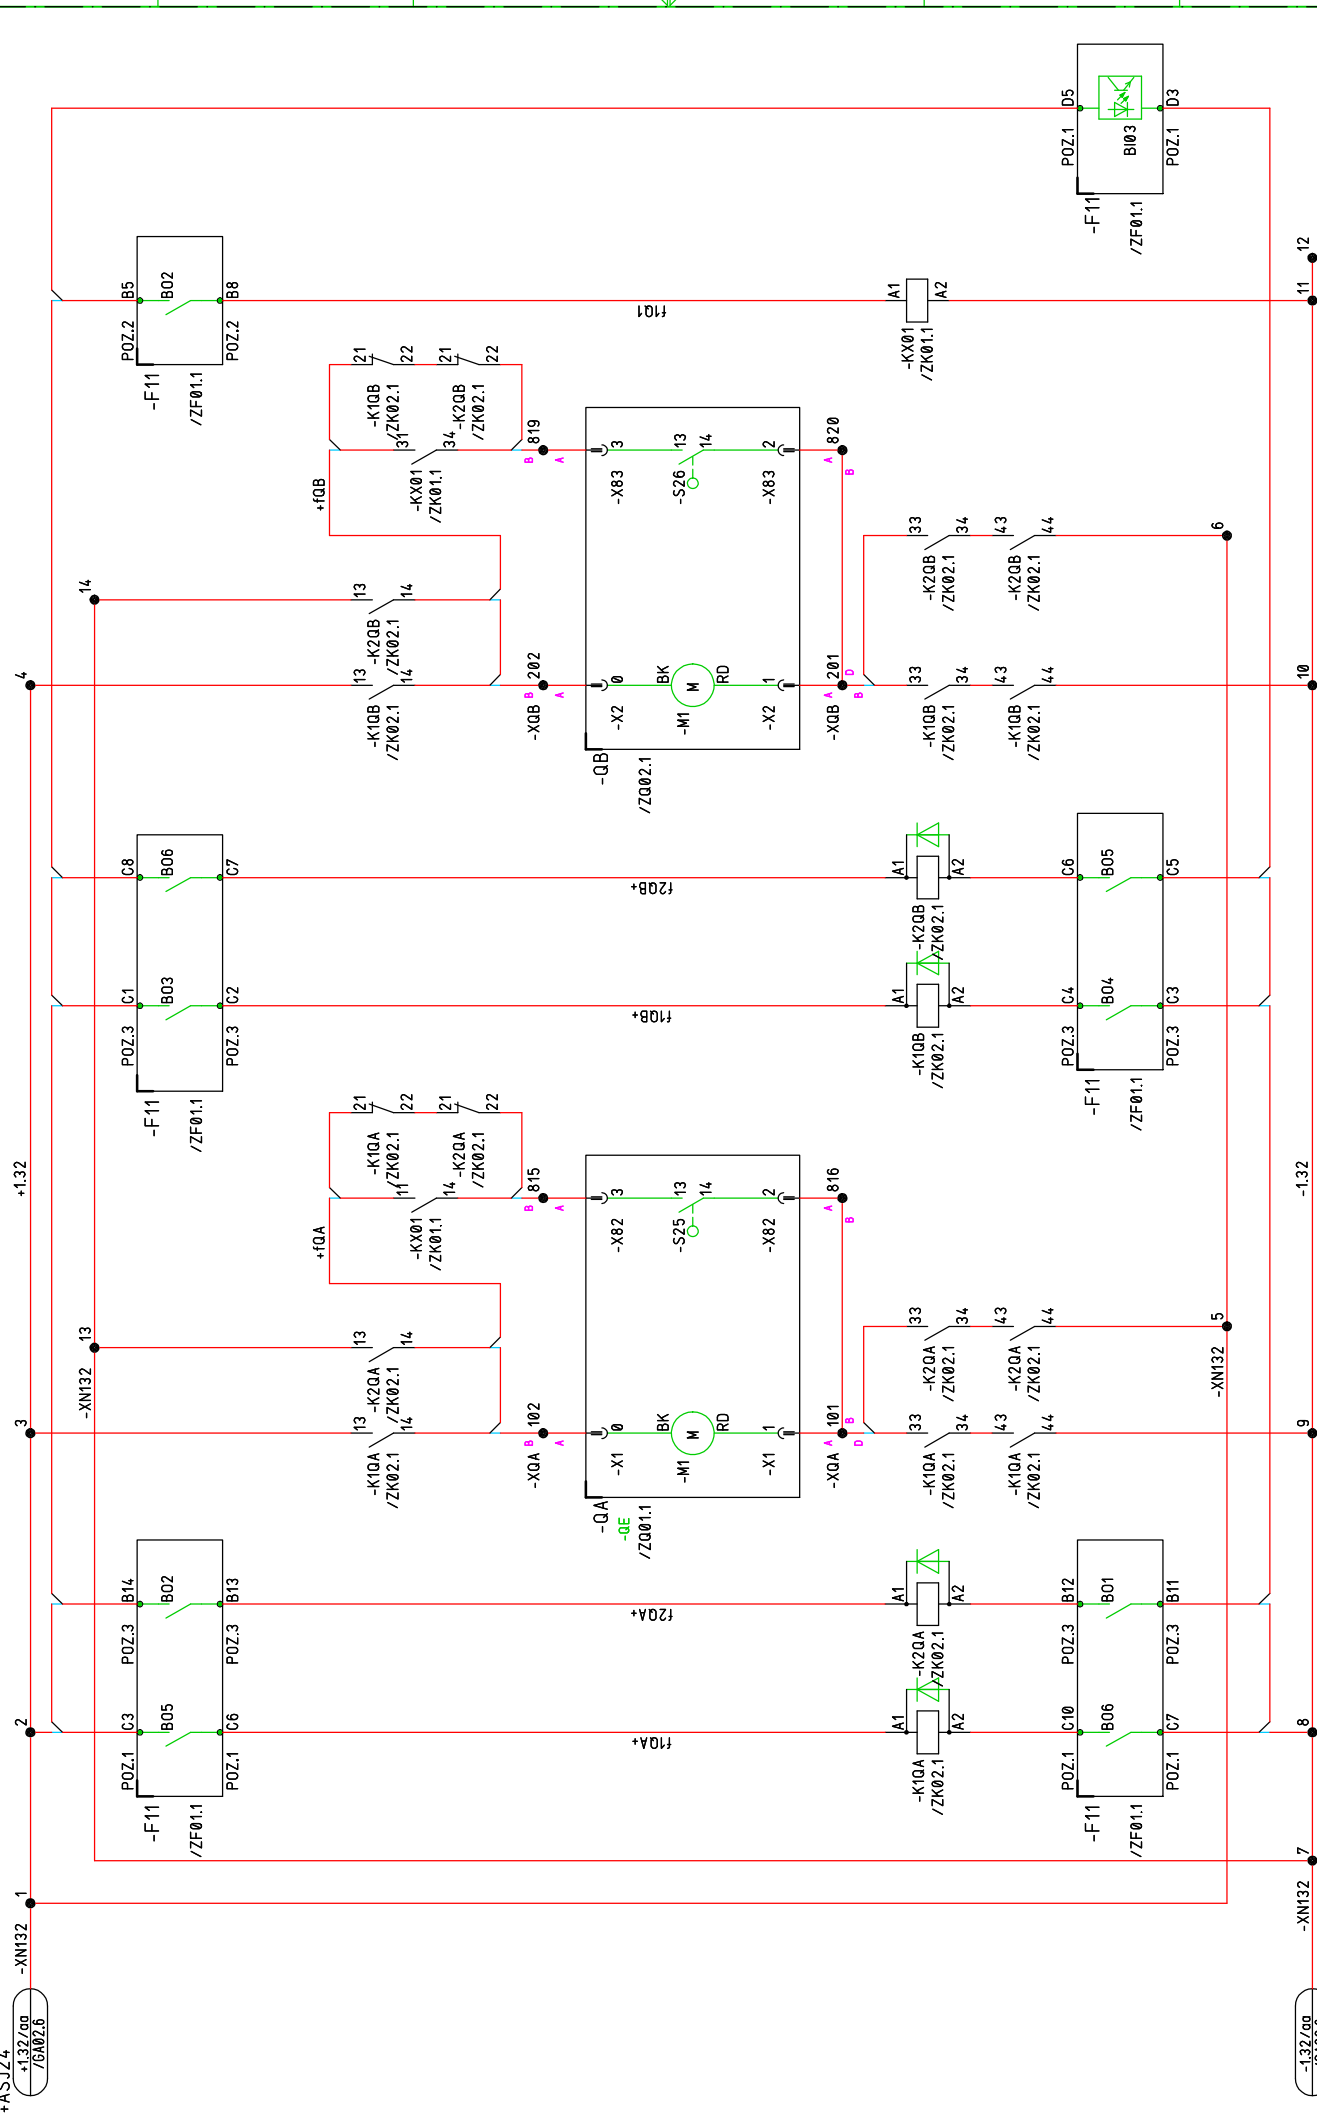 +ASJZ4
+1.32/aa
/GA02.6
-XN132
1
2
3
+1.32
4
-XN132
13
14
POZ.1
C3
POZ.3
B14
POZ.3
C1
C8
POZ.2
B5
-F11
BO5
BO2
-F11
BO3
BO6
-F11
BO2
/ZF01.1
/ZF01.1
/ZF01.1
POZ.1
C6
POZ.3
B13
POZ.3
C2
C7
POZ.2
B8
+fQA
+fQB
13
13
21
13
13
21
-K1QA
/ZK02.1
-K2QA
/ZK02.1
-K1QA
/ZK02.1
-K1QB
/ZK02.1
-K2QB
/ZK02.1
-K1QB
/ZK02.1
14
14
11
22
14
14
31
22
-KX01
/ZK01.1
-KX01
/ZK01.1
14
21
34
21
-K2QA
/ZK02.1
-K2QB
/ZK02.1
22
22
-XQA
B
102
A
B
815
A
-XQB
B
202
A
B
819
A
-QA
-QE
/ZQ01.1
-X1
0
-X82
3
-QB
/ZQ02.1
-X2
0
-X83
3
f1QA+
f2QA+
BK
-M1
M
RD
13
-S25
14
f1QB+
f2QB+
BK
-M1
M
RD
13
-S26
14
f1Q1
-X1
1
-X82
2
-X2
1
-X83
2
-XQA
A
101
B
D
A
816
B
-XQB
A
201
D
B
A
820
B
A1
A1
33
33
A1
A1
33
33
A1
-K1QA
/ZK02.1
-K2QA
/ZK02.1
-K1QA
/ZK02.1
-K2QA
/ZK02.1
-K1QB
/ZK02.1
-K2QB
/ZK02.1
-K1QB
/ZK02.1
-K2QB
/ZK02.1
-KX01
/ZK01.1
A2
A2
34
34
A2
A2
34
34
A2
43
43
43
43
-K1QA
/ZK02.1
-K2QA
/ZK02.1
-K1QB
/ZK02.1
-K2QB
/ZK02.1
44
44
44
44
POZ.1
C10
POZ.3
B12
POZ.3
C4
C6
POZ.1
D5
-F11
BO6
BO1
-F11
BO4
BO5
-F11
BI03
/ZF01.1
/ZF01.1
/ZF01.1
POZ.1
C7
POZ.3
B11
POZ.3
C3
C5
POZ.1
D3
-XN132
5
6
-1.32/aa
-XN132
7
8
9
-1.32
10
11
12